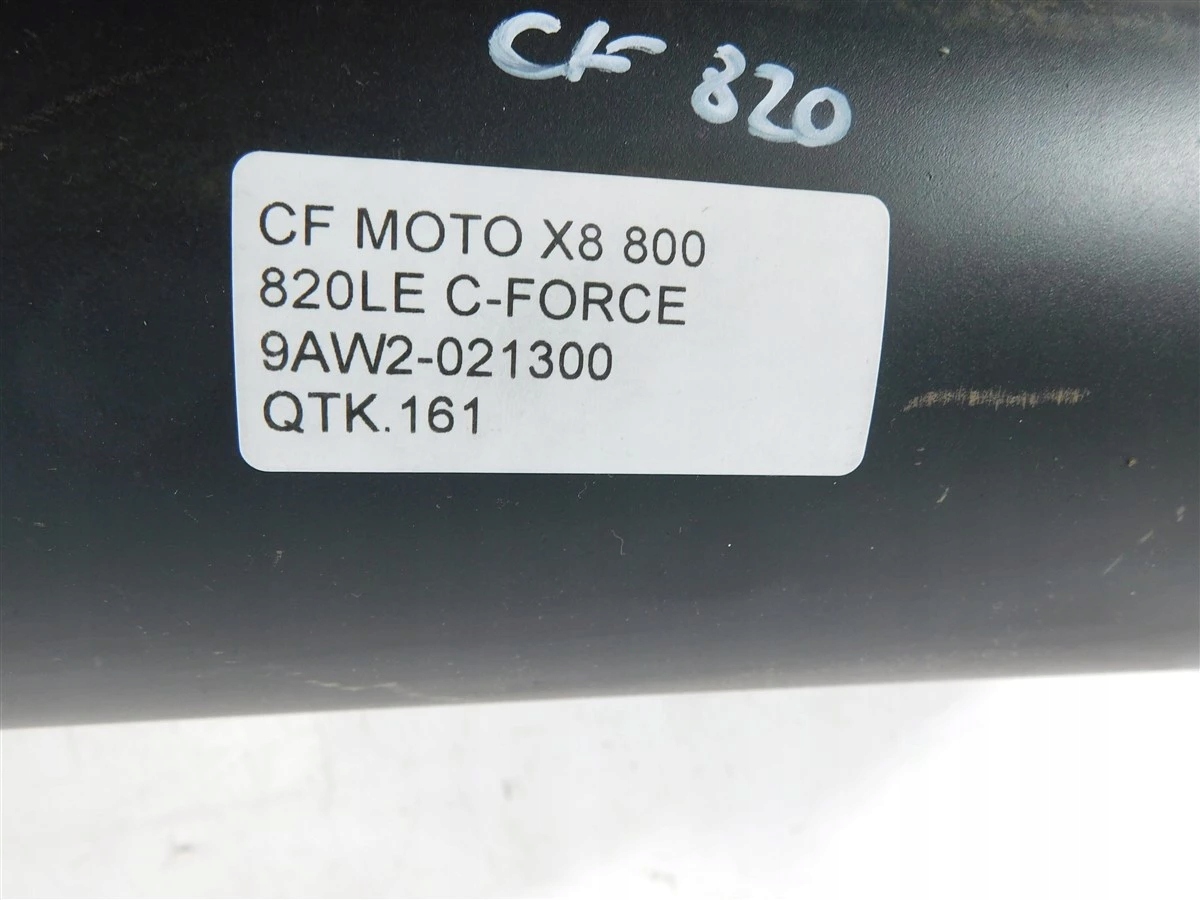 CF 820
CF MOTO X8 800
820LE C-FORCE
9AW2-021300
QTK.161